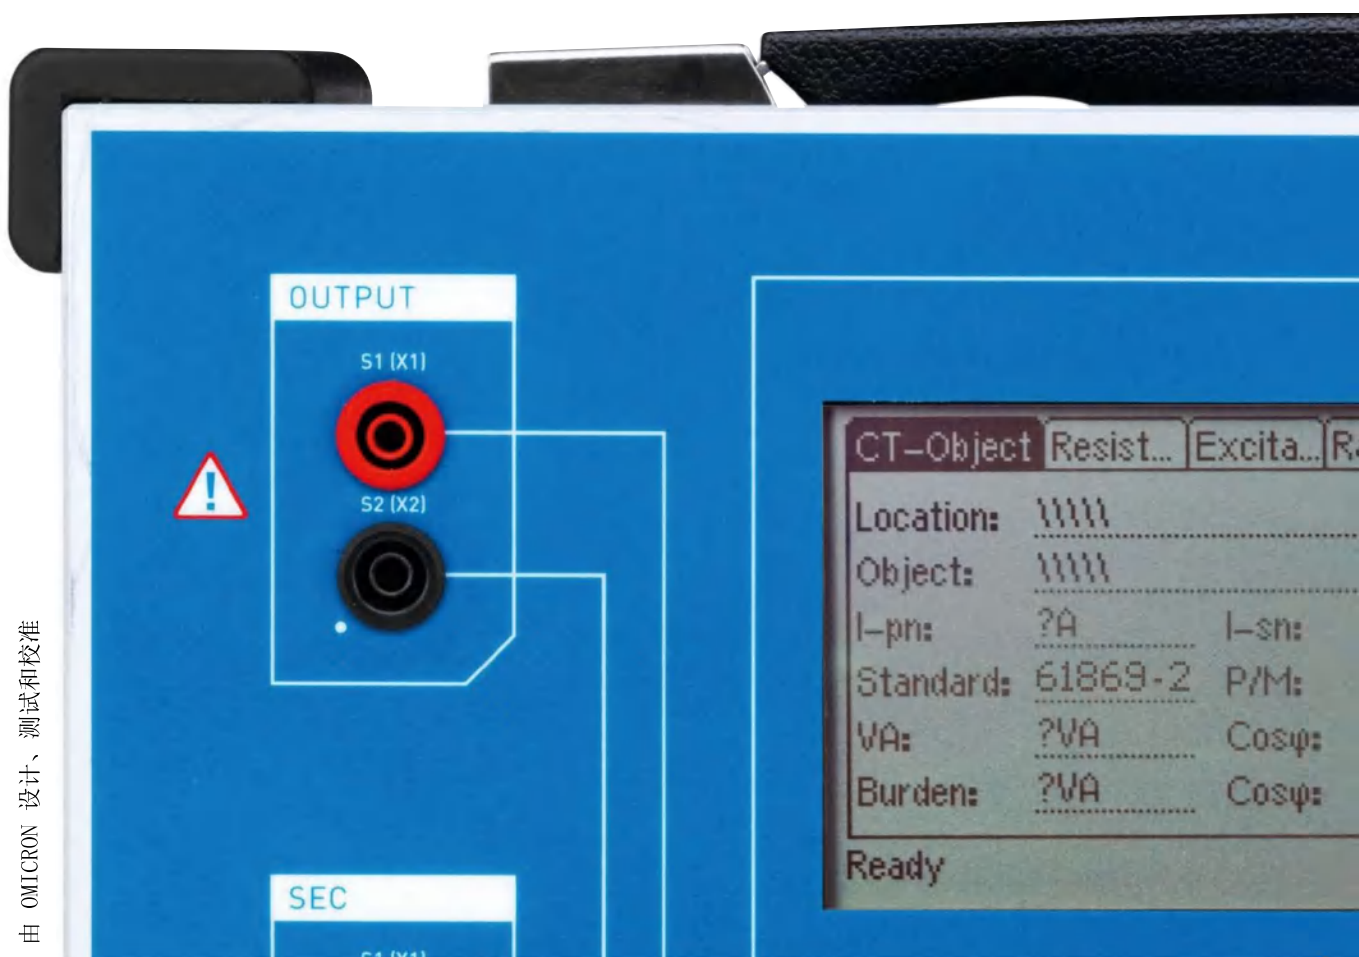 OUTPUT
S1 (X1)
S2 (X2)
SEC
CT-Object Resist... Excita...
Location: \\\\\
Object: \\\\\
I-pn: ?A I-sn:
Standard: 61869-2 P/M:
VA: ?VA Cosφ:
Burden: ?VA Cosφ:
Ready
由 OMICRON 设计、测试和校准